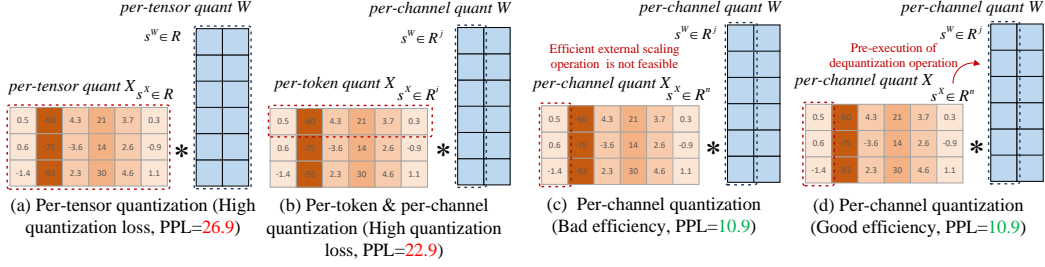 per-tensor quant W
s^W ∈ R
per-tensor quant X s^X ∈ R
0.5 -60 4.3 21 3.7 0.3
0.6 -75 -3.6 14 2.6 -0.9
-1.4 -93 2.3 30 4.6 1.1
*
(a) Per-tensor quantization (High
quantization loss, PPL=26.9)
per-channel quant W
s^W ∈ R^j
per-token quant X s^X ∈ R^i
0.5 -60 4.3 21 3.7 0.3
0.6 -75 -3.6 14 2.6 -0.9
-1.4 -93 2.3 30 4.6 1.1
*
(b) Per-token & per-channel
quantization (High quantization
loss, PPL=22.9)
per-channel quant W
s^W ∈ R^j
Efficient external scaling
operation is not feasible
per-channel quant X
s^X ∈ R^n
0.5 -60 4.3 21 3.7 0.3
0.6 -75 -3.6 14 2.6 -0.9
-1.4 -93 2.3 30 4.6 1.1
*
(c) Per-channel quantization
(Bad efficiency, PPL=10.9)
per-channel quant W
s^W ∈ R^j
Pre-execution of
dequantization operation
per-channel quant X
s^X ∈ R^n
0.5 -60 4.3 21 3.7 0.3
0.6 -75 -3.6 14 2.6 -0.9
-1.4 -93 2.3 30 4.6 1.1
*
(d) Per-channel quantization
(Good efficiency, PPL=10.9)